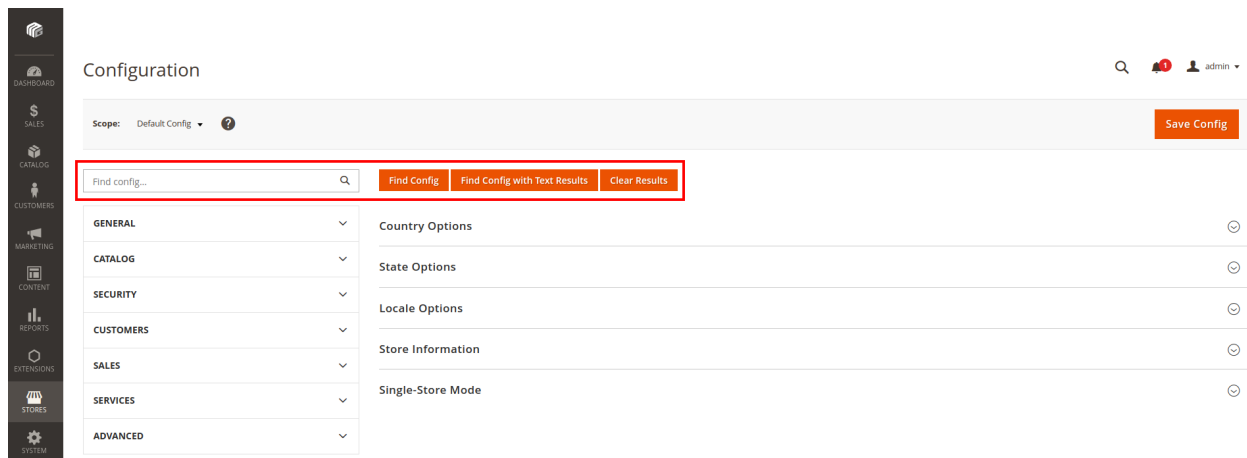 Configuration
1
admin
DASHBOARD
SALES
CATALOG
CUSTOMERS
MARKETING
CONTENT
REPORTS
EXTENSIONS
STORES
SYSTEM
Scope: Default Config ?
Save Config
Find config...
Find Config Find Config with Text Results Clear Results
GENERAL
CATALOG
SECURITY
CUSTOMERS
SALES
SERVICES
ADVANCED
Country Options
State Options
Locale Options
Store Information
Single-Store Mode